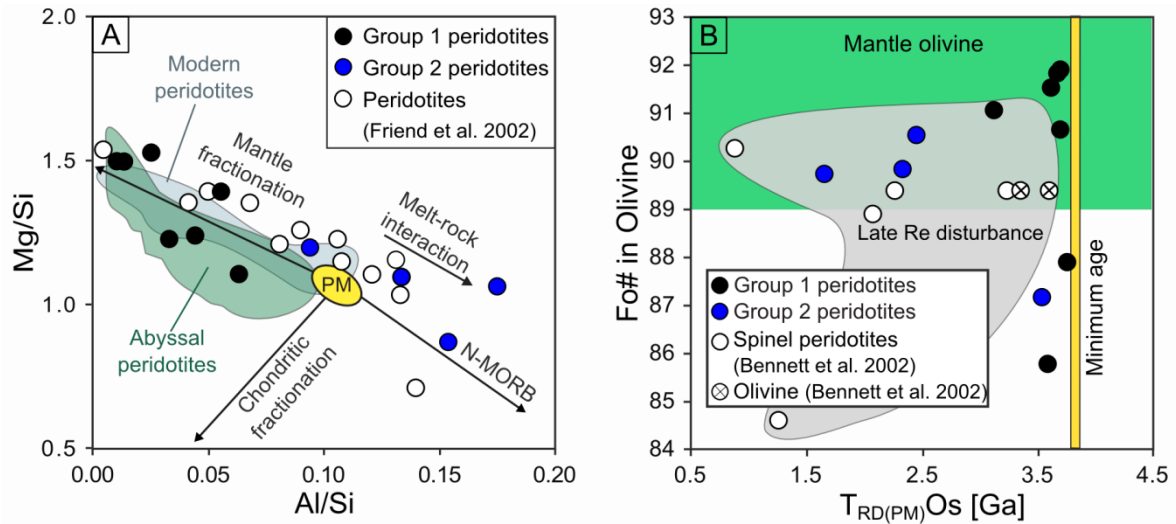 A
Group 1 peridotites
Group 2 peridotites
Peridotites
(Friend et al. 2002)
Modern
peridotites
Mantle
fractionation
Melt-rock
interaction
PM
Abyssal
peridotites
Chondritic
fractionation
N-MORB
2.0
1.5
1.0
0.5
Mg/Si
0.00
0.05
0.10
0.15
0.20
Al/Si
B
Mantle olivine
Late Re disturbance
Minimum age
Group 1 peridotites
Group 2 peridotites
Spinel peridotites
(Bennett et al. 2002)
Olivine (Bennett et al. 2002)
93
92
91
90
89
88
87
86
85
84
Fo# in Olivine
0.5
1.5
2.5
3.5
4.5
TRD(PM)Os [Ga]